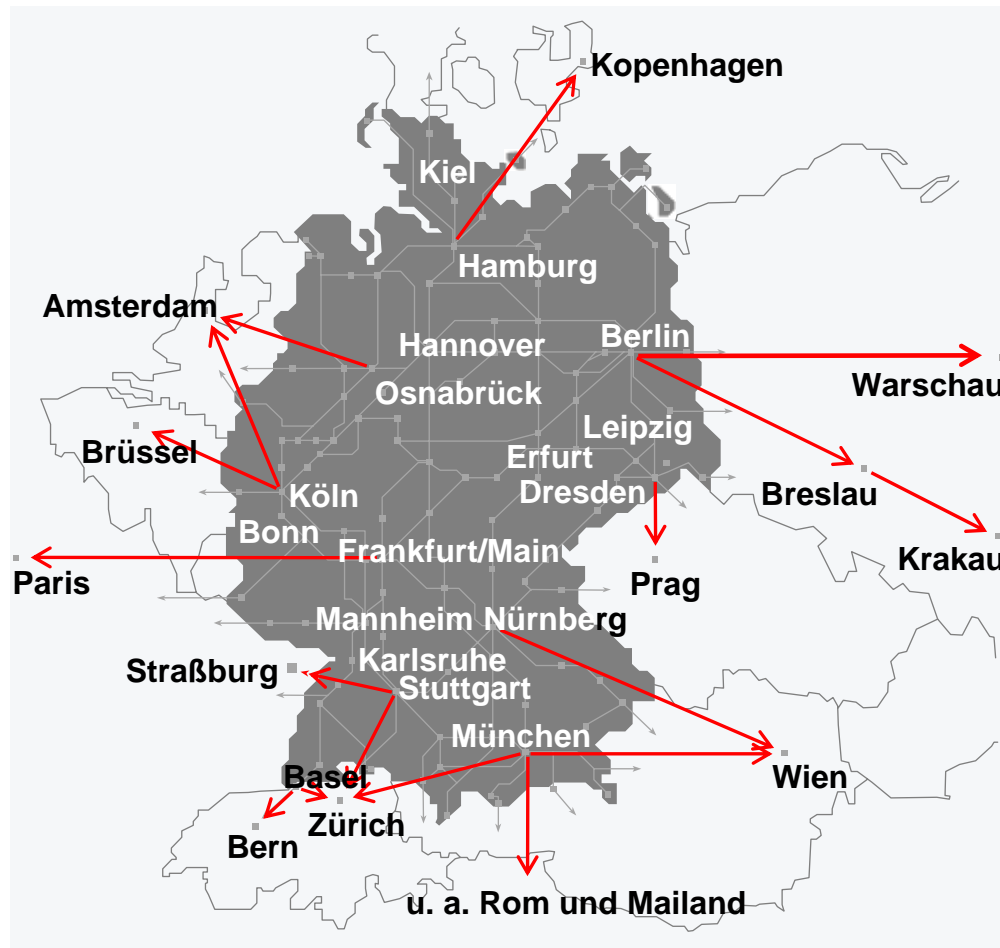 Kopenhagen
Kiel
Hamburg
Amsterdam
Hannover
Berlin
Osnabrück
Warschau
Leipzig
Brüssel
Erfurt
Köln
Dresden
Breslau
Bonn
Frankfurt/Main
Krakau
Paris
Prag
Mannheim
Nürnberg
Straßburg
Karlsruhe
Stuttgart
München
Basel
Wien
Zürich
Bern
u. a. Rom und Mailand